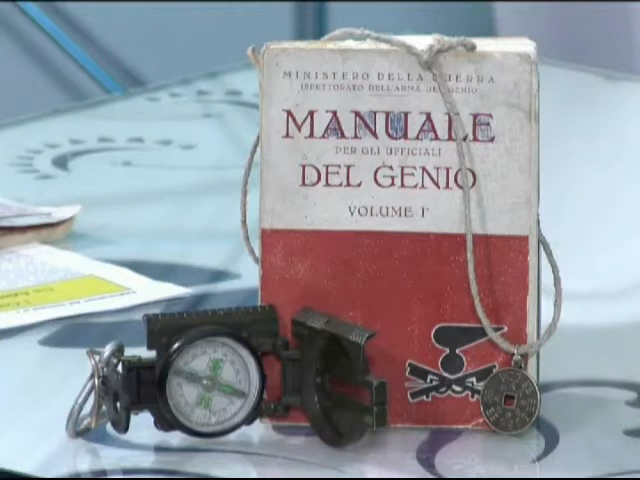 MINISTERO DELLA GUERRA
ISPETTORATO DELL'ARMA DEL GENIO
MANUALE
PER GLI UFFICIALI
DEL GENIO
VOLUME I°